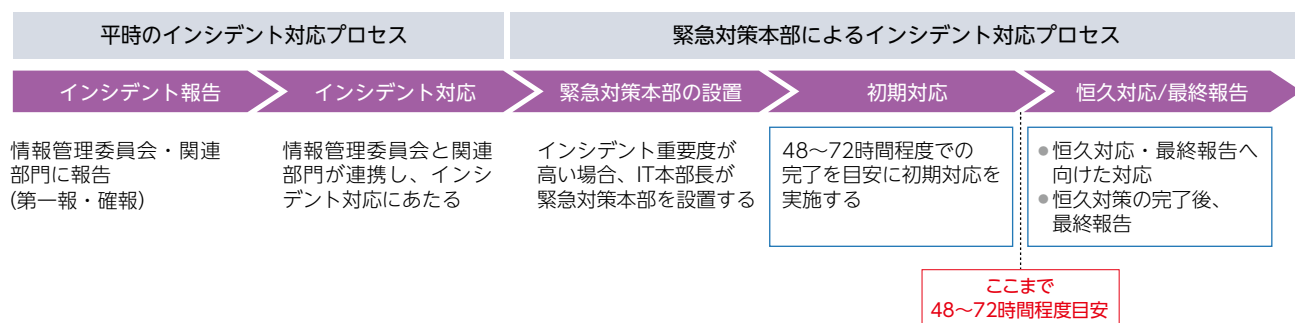 平時のインシデント対応プロセス
緊急対策本部によるインシデント対応プロセス
インシデント報告
インシデント対応
緊急対策本部の設置
初期対応
恒久対応/最終報告
情報管理委員会・関連
部門に報告
(第一報・確報)
情報管理委員会と関連
部門が連携し、インシ
デント対応にあたる
インシデント重要度が
高い場合、IT本部長が
緊急対策本部を設置する
48～72時間程度での
完了を目安に初期対応を
実施する
●恒久対応・最終報告へ
向けた対応
●恒久対策の完了後、
最終報告
ここまで
48～72時間程度目安